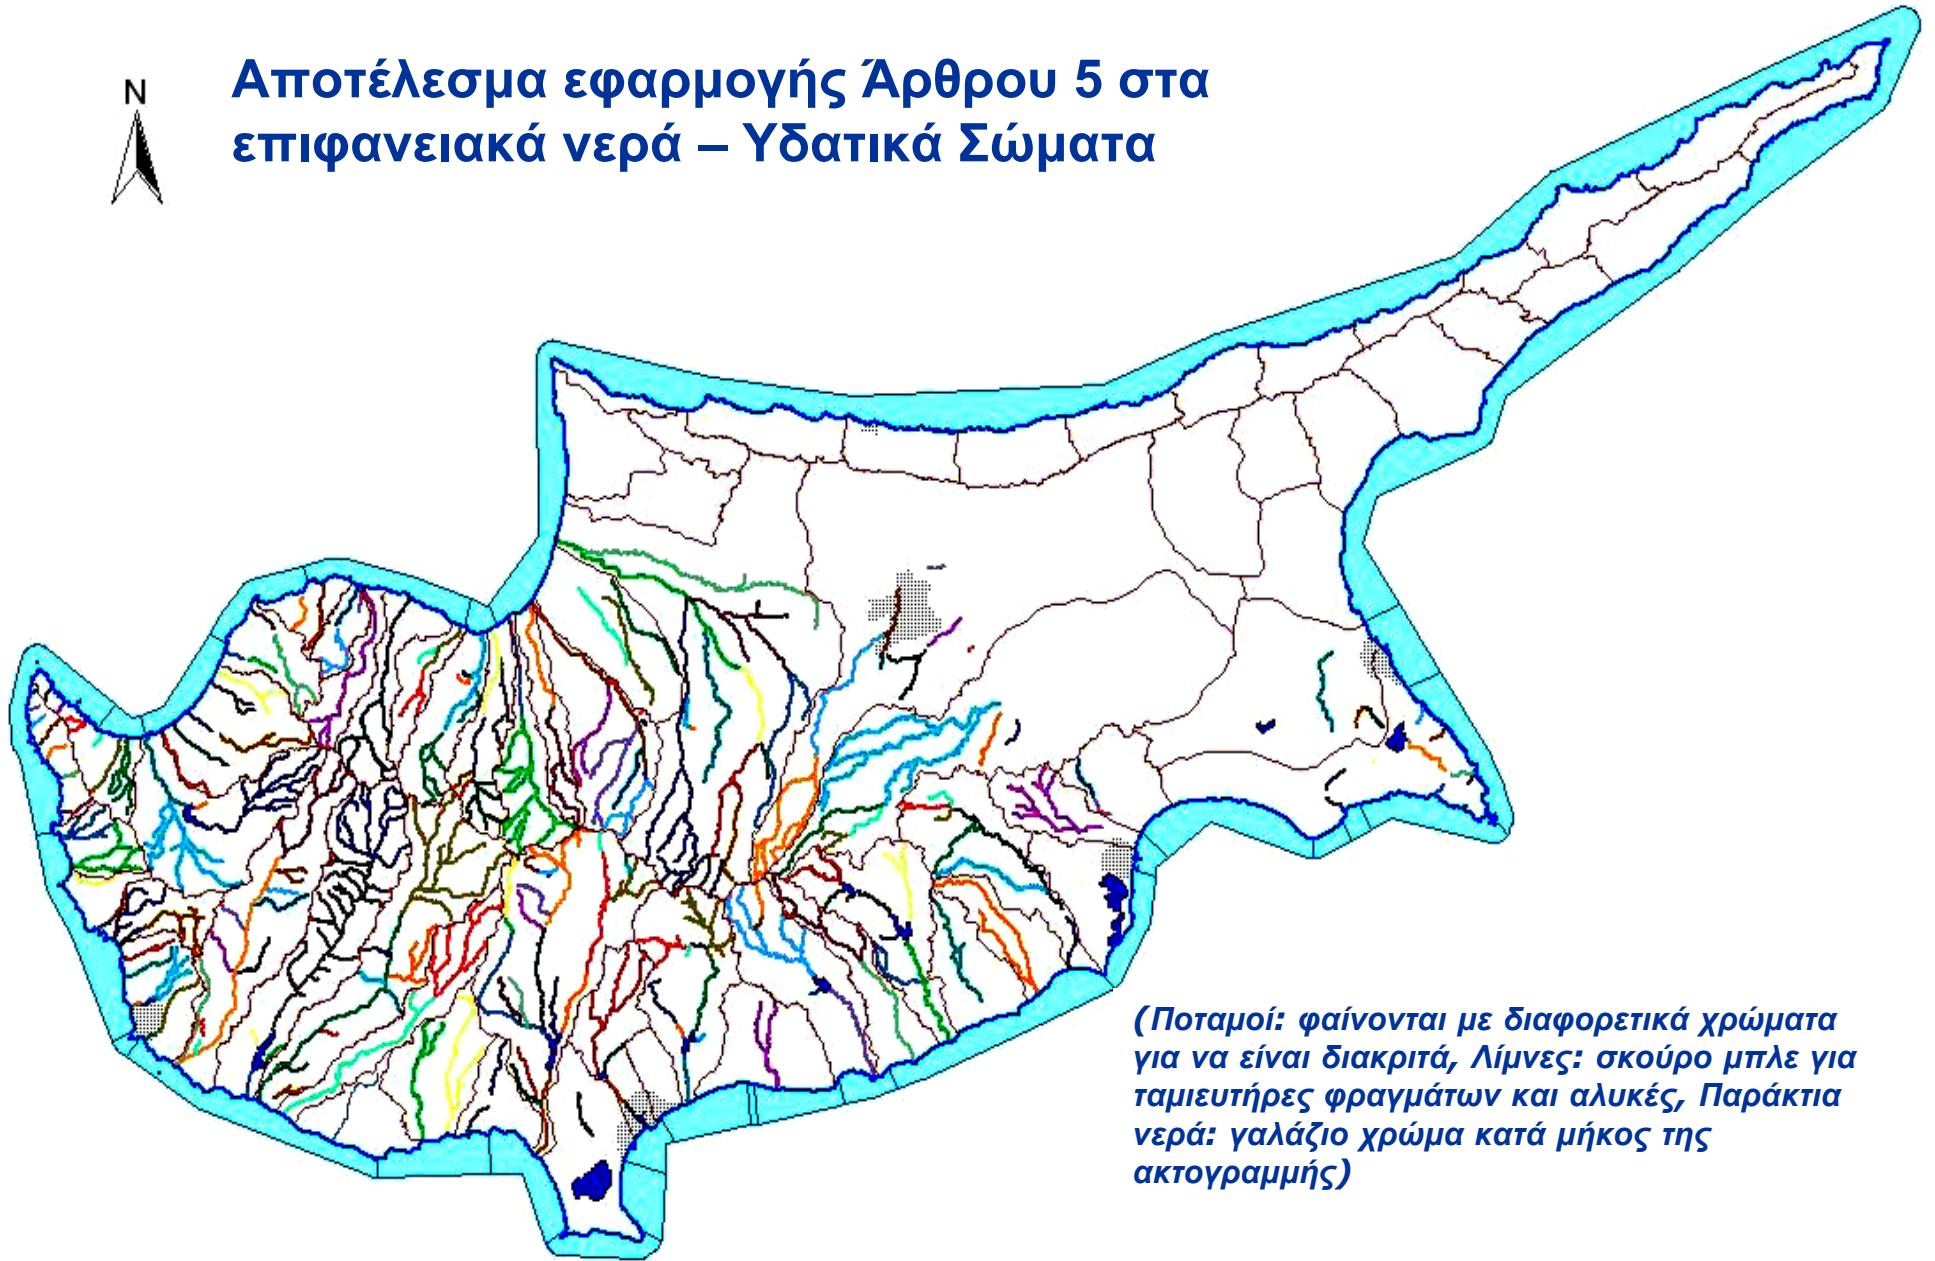 Αποτέλεσμα εφαρμογής Άρθρου 5 στα
επιφανειακά νερά – Υδατικά Σώματα
N
(Ποταμοί: φαίνονται με διαφορετικά χρώματα
για να είναι διακριτά, Λίμνες: σκούρο μπλε για
ταμιευτήρες φραγμάτων και αλυκές, Παράκτια
νερά: γαλάζιο χρώμα κατά μήκος της
ακτογραμμής)